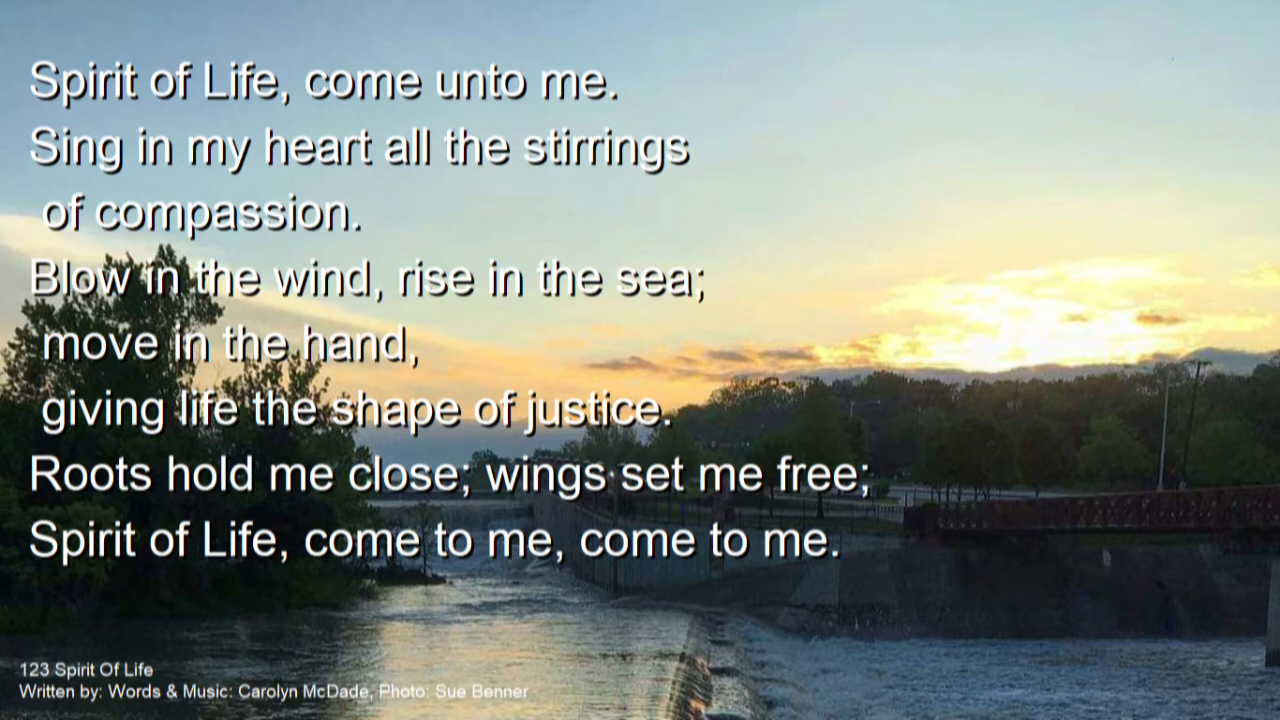 Spirit of Life, come unto me.
Sing in my heart all the stirrings
of compassion.
Blow in the wind, rise in the sea;
move in the hand,
giving life the shape of justice.
Roots hold me close; wings set me free;
Spirit of Life, come to me, come to me.
123 Spirit Of Life
Written by: Words & Music: Carolyn McDade, Photo: Sue Benner